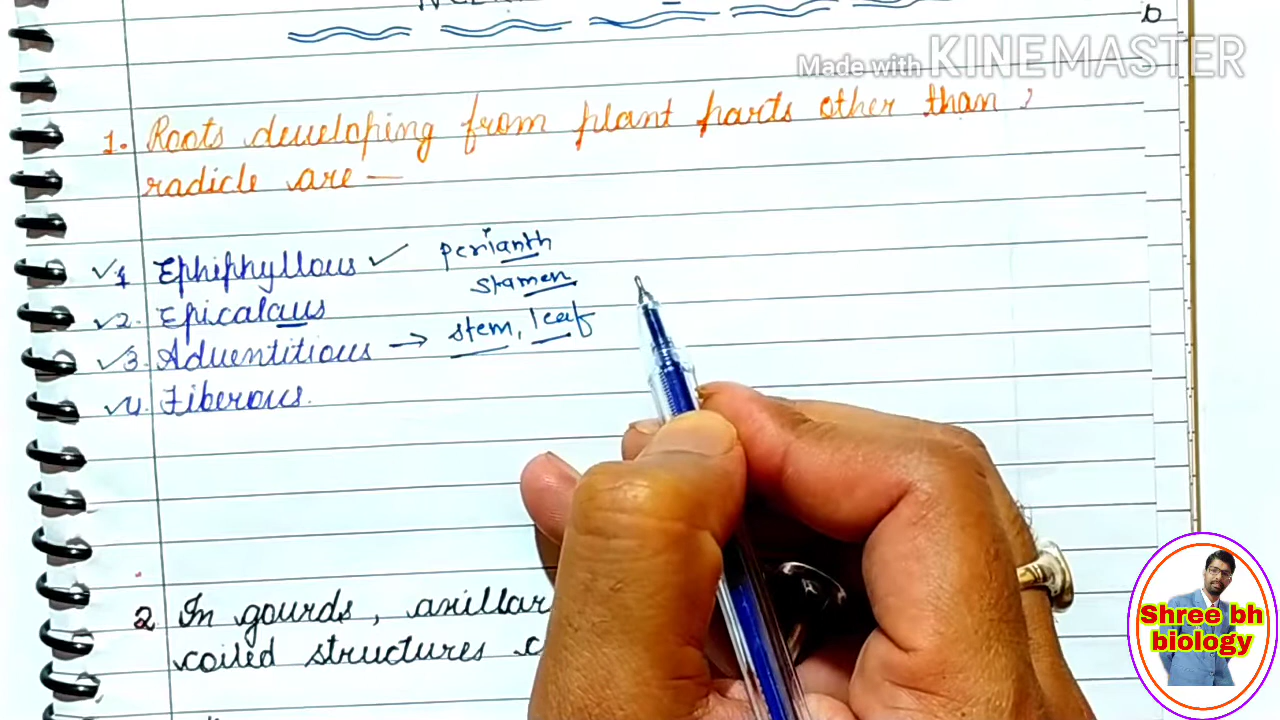 Made with KINEMASTER
1. Roots developing from plant parts other than
radicle are —
✓1 Ephiphyllous ✓ perianth
stamen
✓2. Epicalaus
✓3. Adventitious → stem, leaf
✓4. Fiberous.
2 In gourds, axillar
coiled structures c
Shree bh
biology